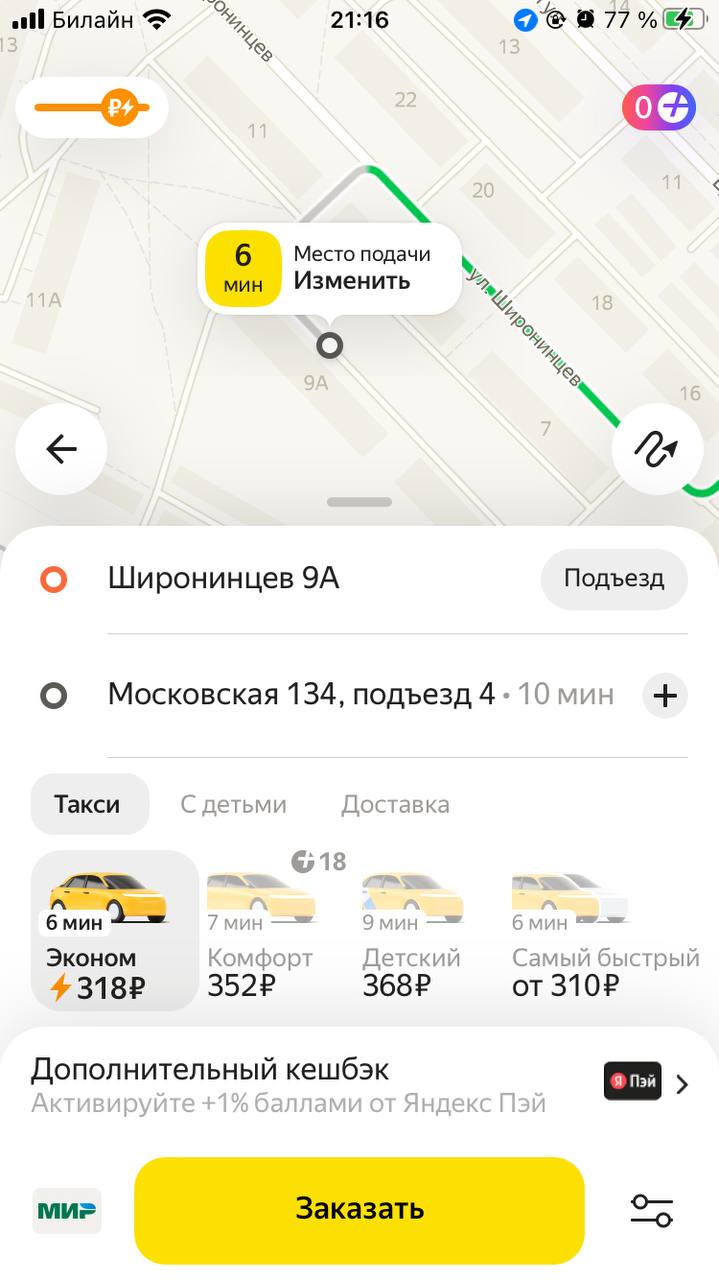 Билайн
21:16
77 %
ронинцев
13
14
13
22
11
0
20
11
6
мин
Место подачи
Изменить
11А
ул. Широнинцев
18
9А
16
7
Широнинцев 9А
Подъезд
Московская 134, подъезд 4 • 10 мин
Такси
С детьми
Доставка
18
6 мин
7 мин
9 мин
6 мин
Эконом
Комфорт
Детский
Самый быстрый
318₽
352₽
368₽
от 310₽
Дополнительный кешбэк
Я Пэй
Активируйте +1% баллами от Яндекс Пэй
МИР
Заказать